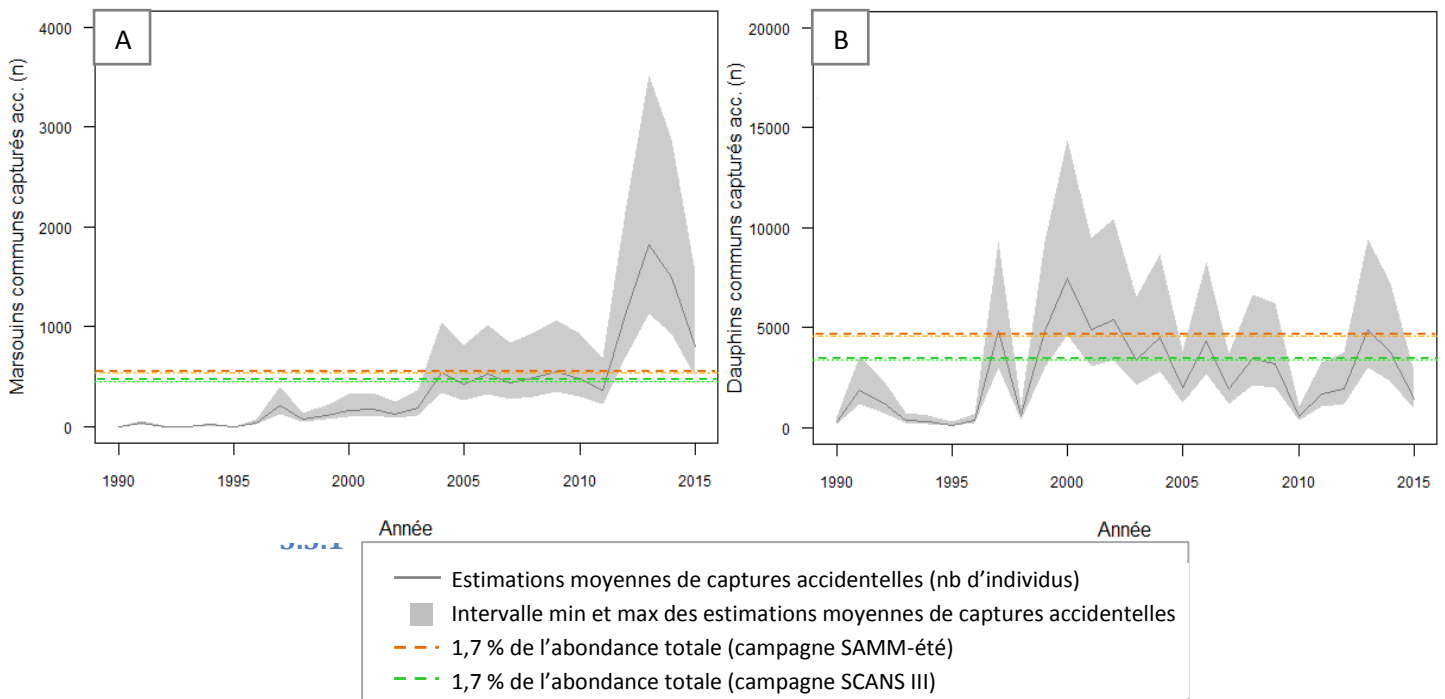 A
Marsouins communs capturés acc. (n)
4000
3000
2000
1000
0
1990 1995 2000 2005 2010 2015
Année
B
Dauphins communs capturés acc. (n)
20000
15000
10000
5000
0
1990 1995 2000 2005 2010 2015
Année
Estimations moyennes de captures accidentelles (nb d’individus)
Intervalle min et max des estimations moyennes de captures accidentelles
1,7 % de l’abondance totale (campagne SAMM-été)
1,7 % de l’abondance totale (campagne SCANS III)